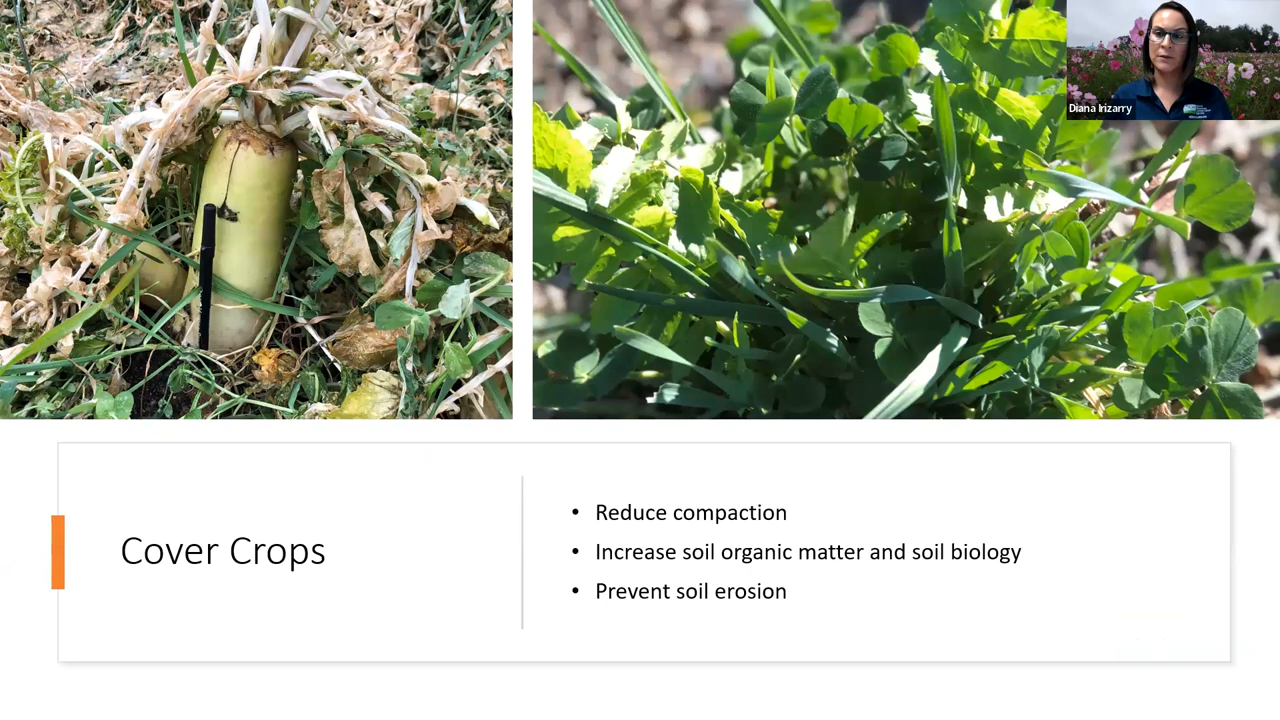 Diana Irizarry
Cover Crops
• Reduce compaction
• Increase soil organic matter and soil biology
• Prevent soil erosion